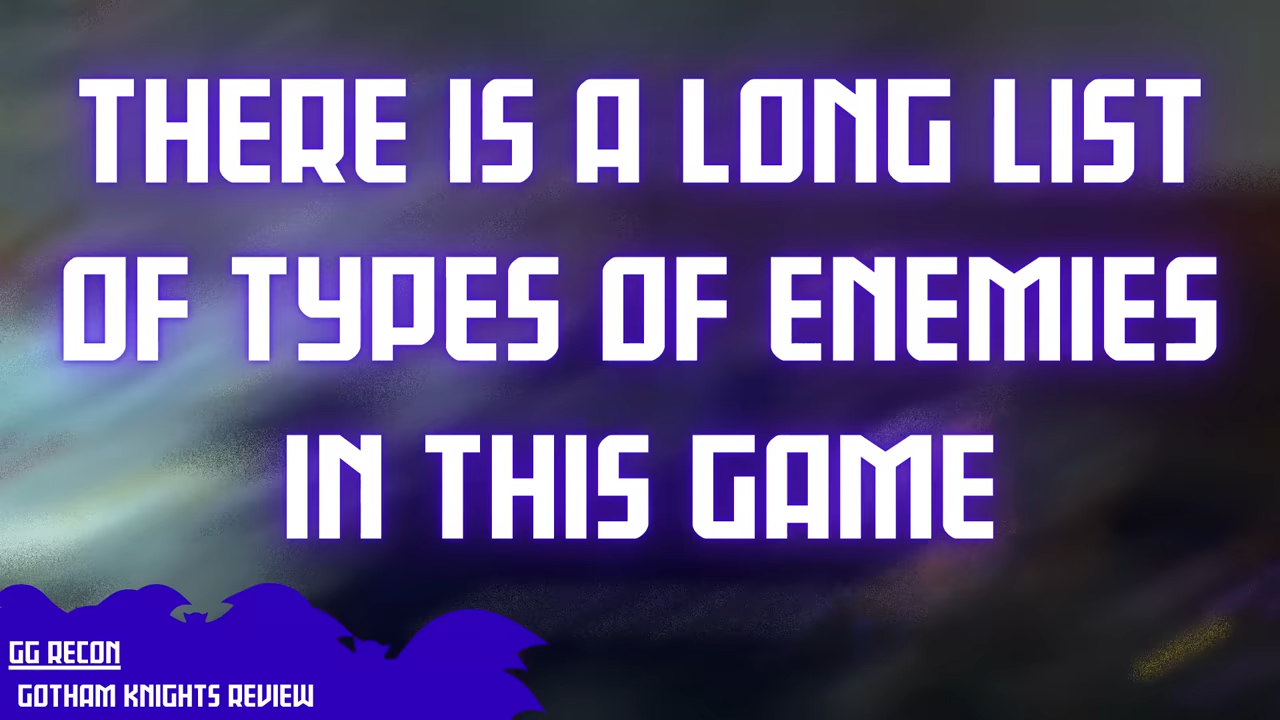 THERE IS A LONG LIST
OF TYPES OF ENEMIES
IN THIS GAME
GG RECON
GOTHAM KNIGHTS REVIEW